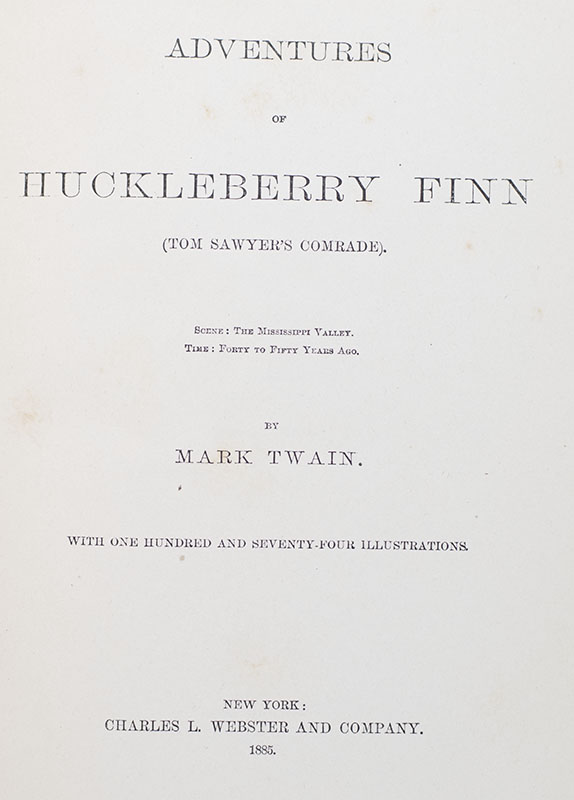 ADVENTURES
OF
HUCKLEBERRY FINN
(TOM SAWYER'S COMRADE).
SCENE: THE MISSISSIPPI VALLEY.
TIME: FORTY TO FIFTY YEARS AGO.
BY
MARK TWAIN.
WITH ONE HUNDRED AND SEVENTY-FOUR ILLUSTRATIONS.
NEW YORK:
CHARLES L. WEBSTER AND COMPANY.
1885.